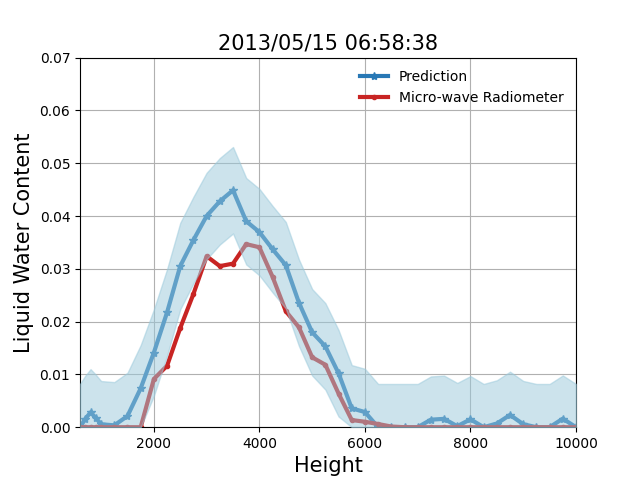 2013/05/15 06:58:38
0.07
0.06
0.05
0.04
0.03
0.02
0.01
0.00
Liquid Water Content
Prediction
Micro-wave Radiometer
2000 4000 6000 8000 10000
Height